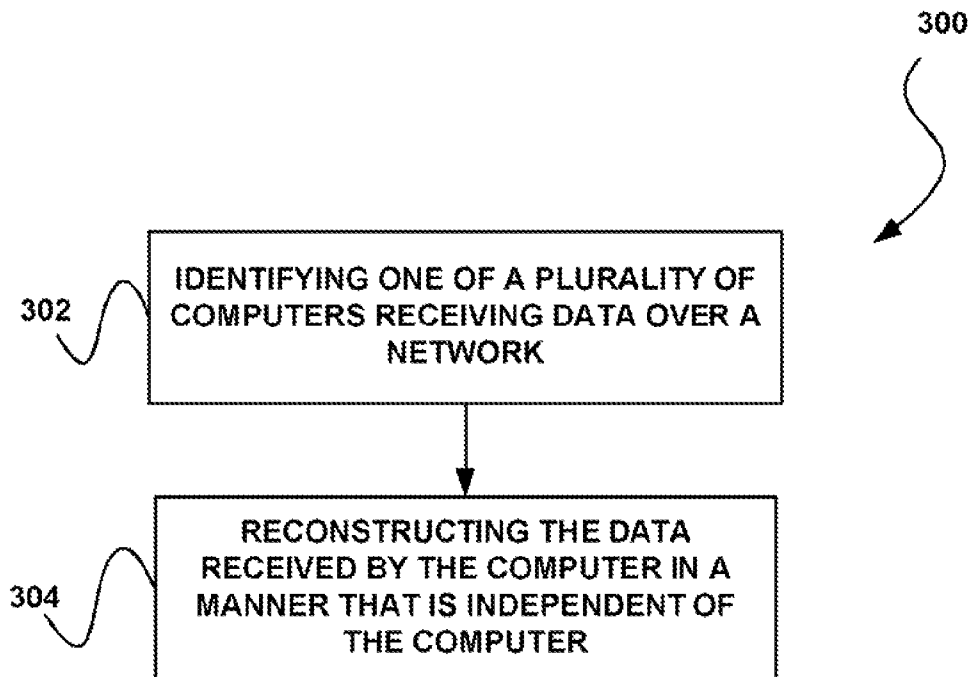 300
302
IDENTIFYING ONE OF A PLURALITY OF
COMPUTERS RECEIVING DATA OVER A
NETWORK
304
RECONSTRUCTING THE DATA
RECEIVED BY THE COMPUTER IN A
MANNER THAT IS INDEPENDENT OF
THE COMPUTER